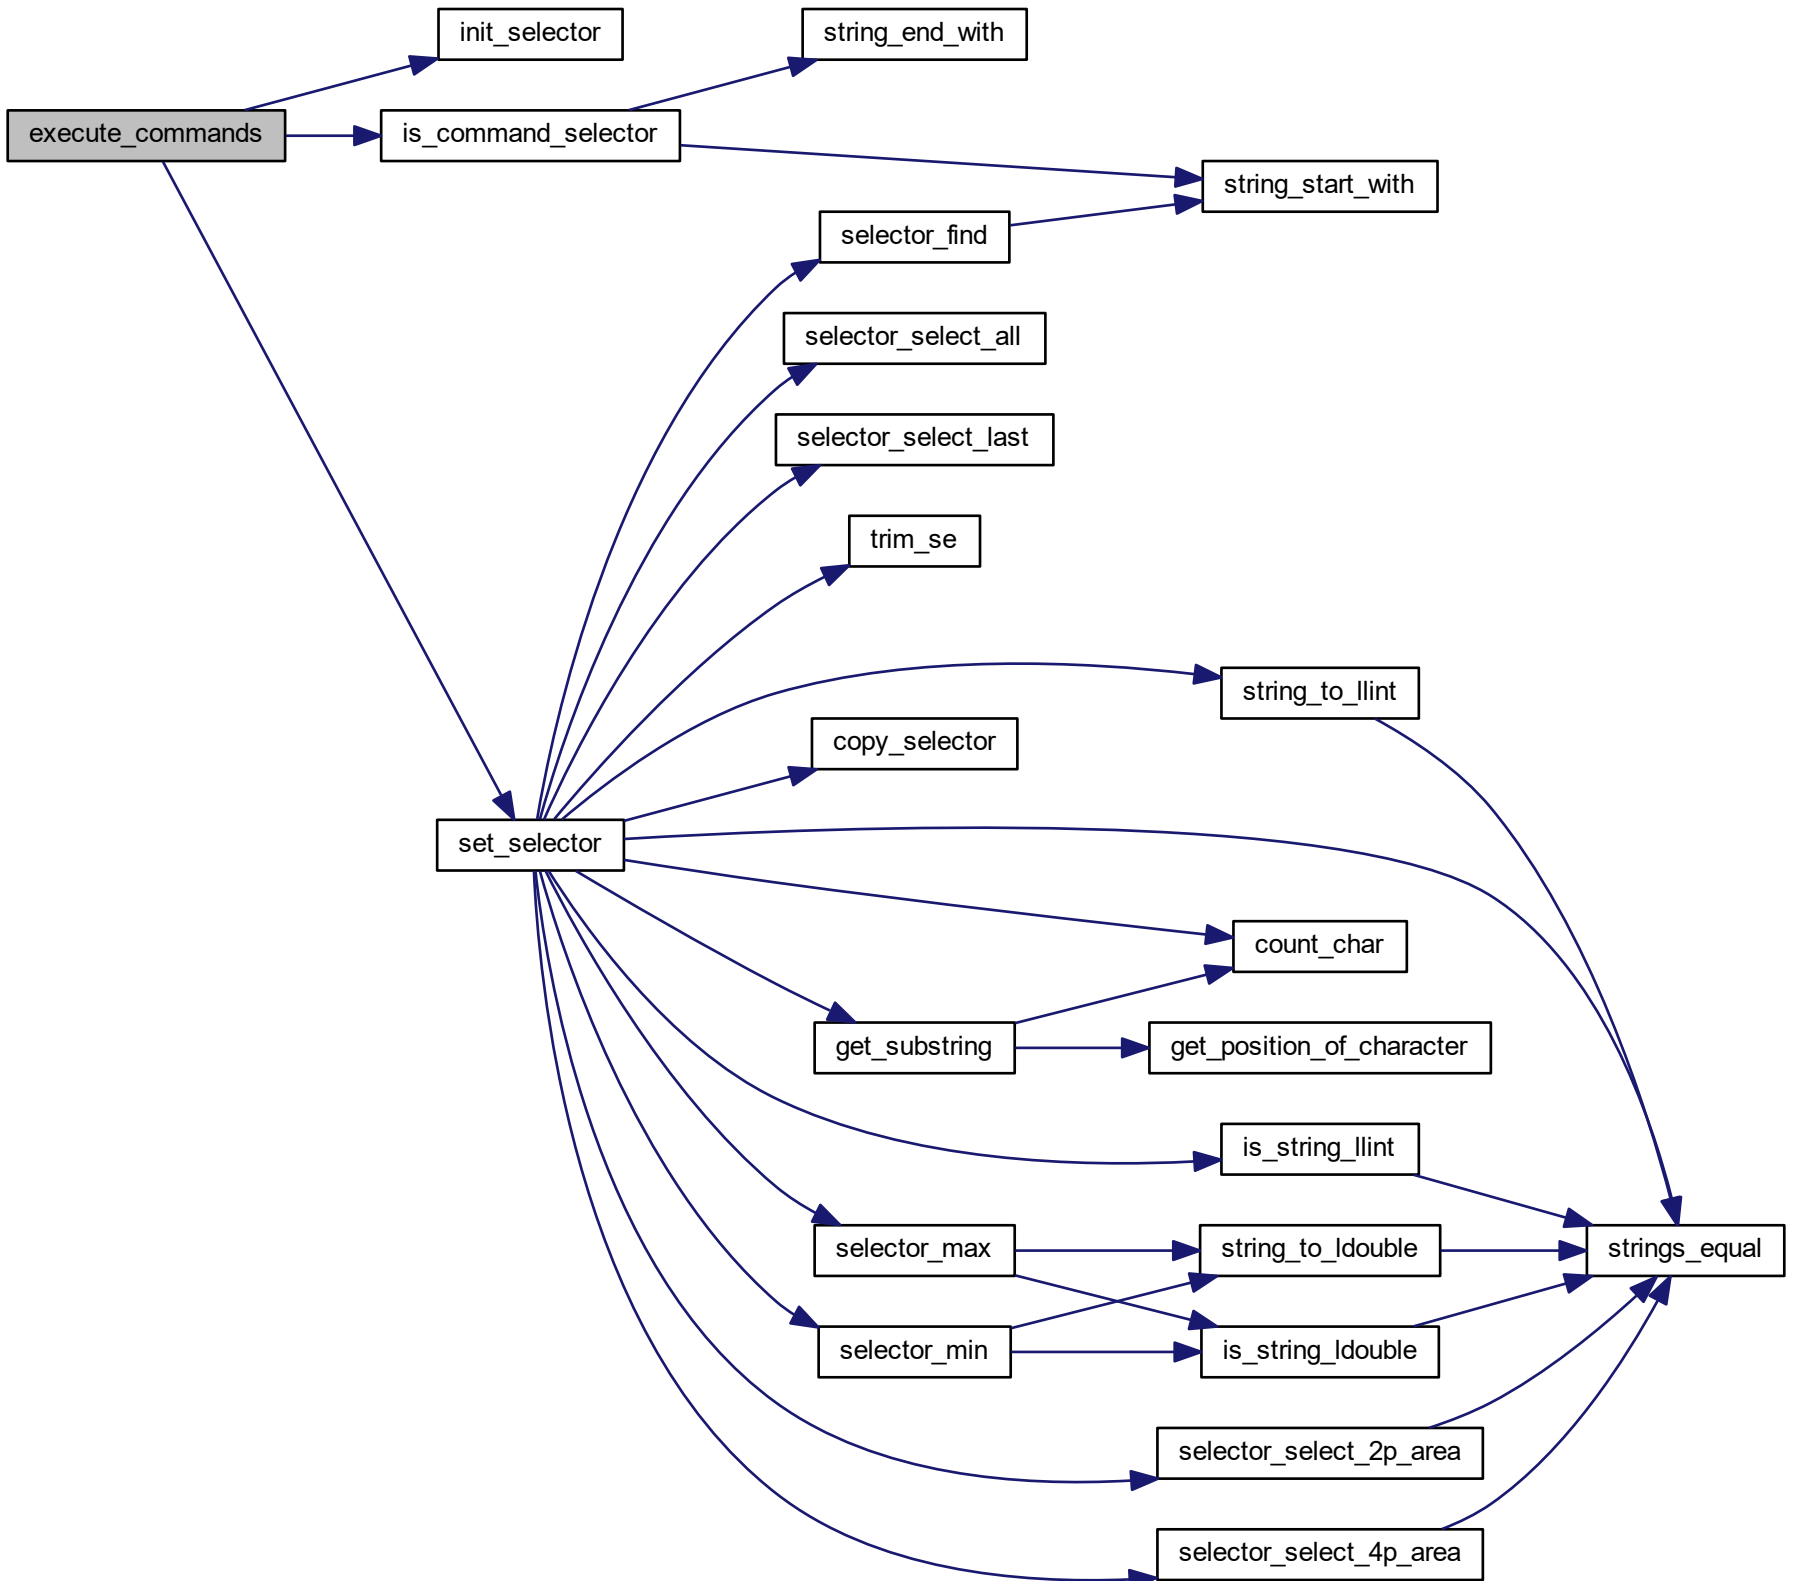 init_selector
string_end_with
execute_commands
is_command_selector
string_start_with
selector_find
selector_select_all
selector_select_last
trim_se
string_to_llint
copy_selector
set_selector
count_char
get_substring
get_position_of_character
is_string_llint
selector_max
string_to_ldouble
strings_equal
selector_min
is_string_ldouble
selector_select_2p_area
selector_select_4p_area